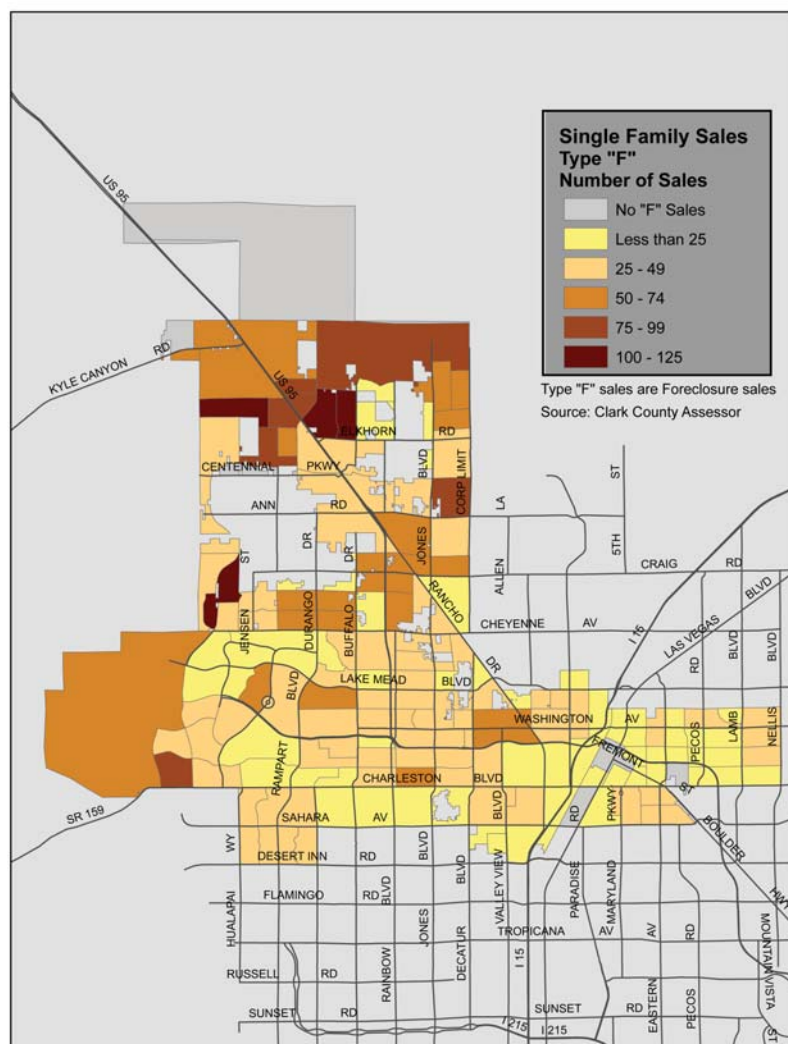 Single Family Sales
Type "F"
Number of Sales
No "F" Sales
Less than 25
25 - 49
50 - 74
75 - 99
100 - 125
Type "F" sales are Foreclosure sales
Source: Clark County Assessor
US 95
KYLE CANYON RD
US 95
ELKHORN RD
CENTENNIAL PKWY
BLVD
CORP LIMIT
LA
ST
ANN RD
ST
DR
DR
JONES
ALLEN
5TH
CRAIG RD
RANCHO
DR
JENSEN
DURANGO
BUFFALO
CHEYENNE AV
I 15
LAS VEGAS BLVD
RD
BLVD
BLVD
LAKE MEAD BLVD
BLVD
WASHINGTON AV
FREMONT
ST
PECOS
LAMB
NELLIS
RAMPART
CHARLESTON BLVD
SR 159
SAHARA AV
BLVD
RD
PKWY
BOULDER
HWY
WY
DESERT INN RD
BLVD
BLVD
VALLEY VIEW
PARADISE
MARYLAND
FLAMINGO RD
BLVD
HUALAPAI
JONES
DECATUR
TROPICANA AV
AV
RD
I 15
RAINBOW
MOUNTAIN VISTA
ST
RUSSELL RD
SUNSET RD
SUNSET RD
EASTERN
PECOS
I 215
I 215